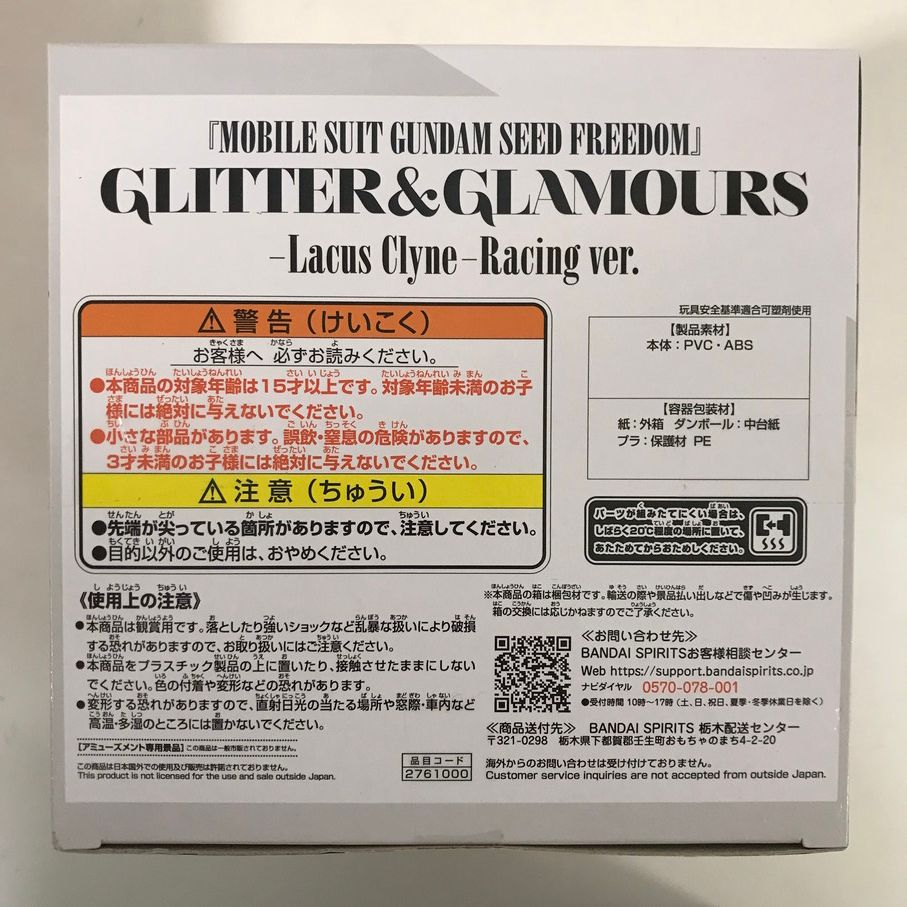 『MOBILE SUIT GUNDAM SEED FREEDOM』
GLITTER&GLAMOURS
–Lacus Clyne–Racing ver.
⚠警告（けいこく）
お客様へ 必ずお読みください。
●本商品の対象年齢は15才以上です。対象年齢未満のお子
様には絶対に与えないでください。
●小さな部品があります。誤飲・窒息の危険がありますので、
3才未満のお子様には絶対に与えないでください。
⚠注意（ちゅうい）
●先端が尖っている箇所がありますので、注意してください。
●目的以外のご使用は、おやめください。
玩具安全基準適合可塑剤使用
【製品素材】
本体：PVC・ABS
【容器包装材】
紙：外箱 ダンボール：中台紙
プラ：保護材 PE
パーツが組みたてにくい場合は、
しばらく20℃程度の場所に置いて、
あたためてからおためしください。
《使用上の注意》
●本商品は観賞用です。落としたり強いショックなど乱暴な扱いにより破損
する恐れがありますので、お取り扱いにはご注意ください。
●本商品をプラスチック製品の上に置いたり、接触させたままにしない
でください。色の付着や変形などの恐れがあります。
●変形する恐れがありますので、直射日光の当たる場所や窓際・車内など
高温・多湿のところには置かないでください。
【アミューズメント専用景品】この商品は一般市販されておりません。
この商品は日本国外での使用及び販売は許諾されておりません。
This product is not licensed for the use and sale outside Japan.
品目コード
2761000
※本商品の箱は梱包材です。輸送の際や景品払い出しなどで傷や凹みが生じます。
箱の交換には応じかねますのでご了承ください。
≪お問い合わせ先≫
BANDAI SPIRITSお客様相談センター
Web https://support.bandaispirits.co.jp
ナビダイヤル 0570-078-001
●受付時間 10時～17時（土、日、祝日、夏季・冬季休業日を除く）
≪商品送付先≫ BANDAI SPIRITS 栃木配送センター
〒321-0298 栃木県下都賀郡壬生町おもちゃのまち4-2-20
海外からのお問い合わせは受け付けておりません。
Customer service inquiries are not accepted from outside Japan.